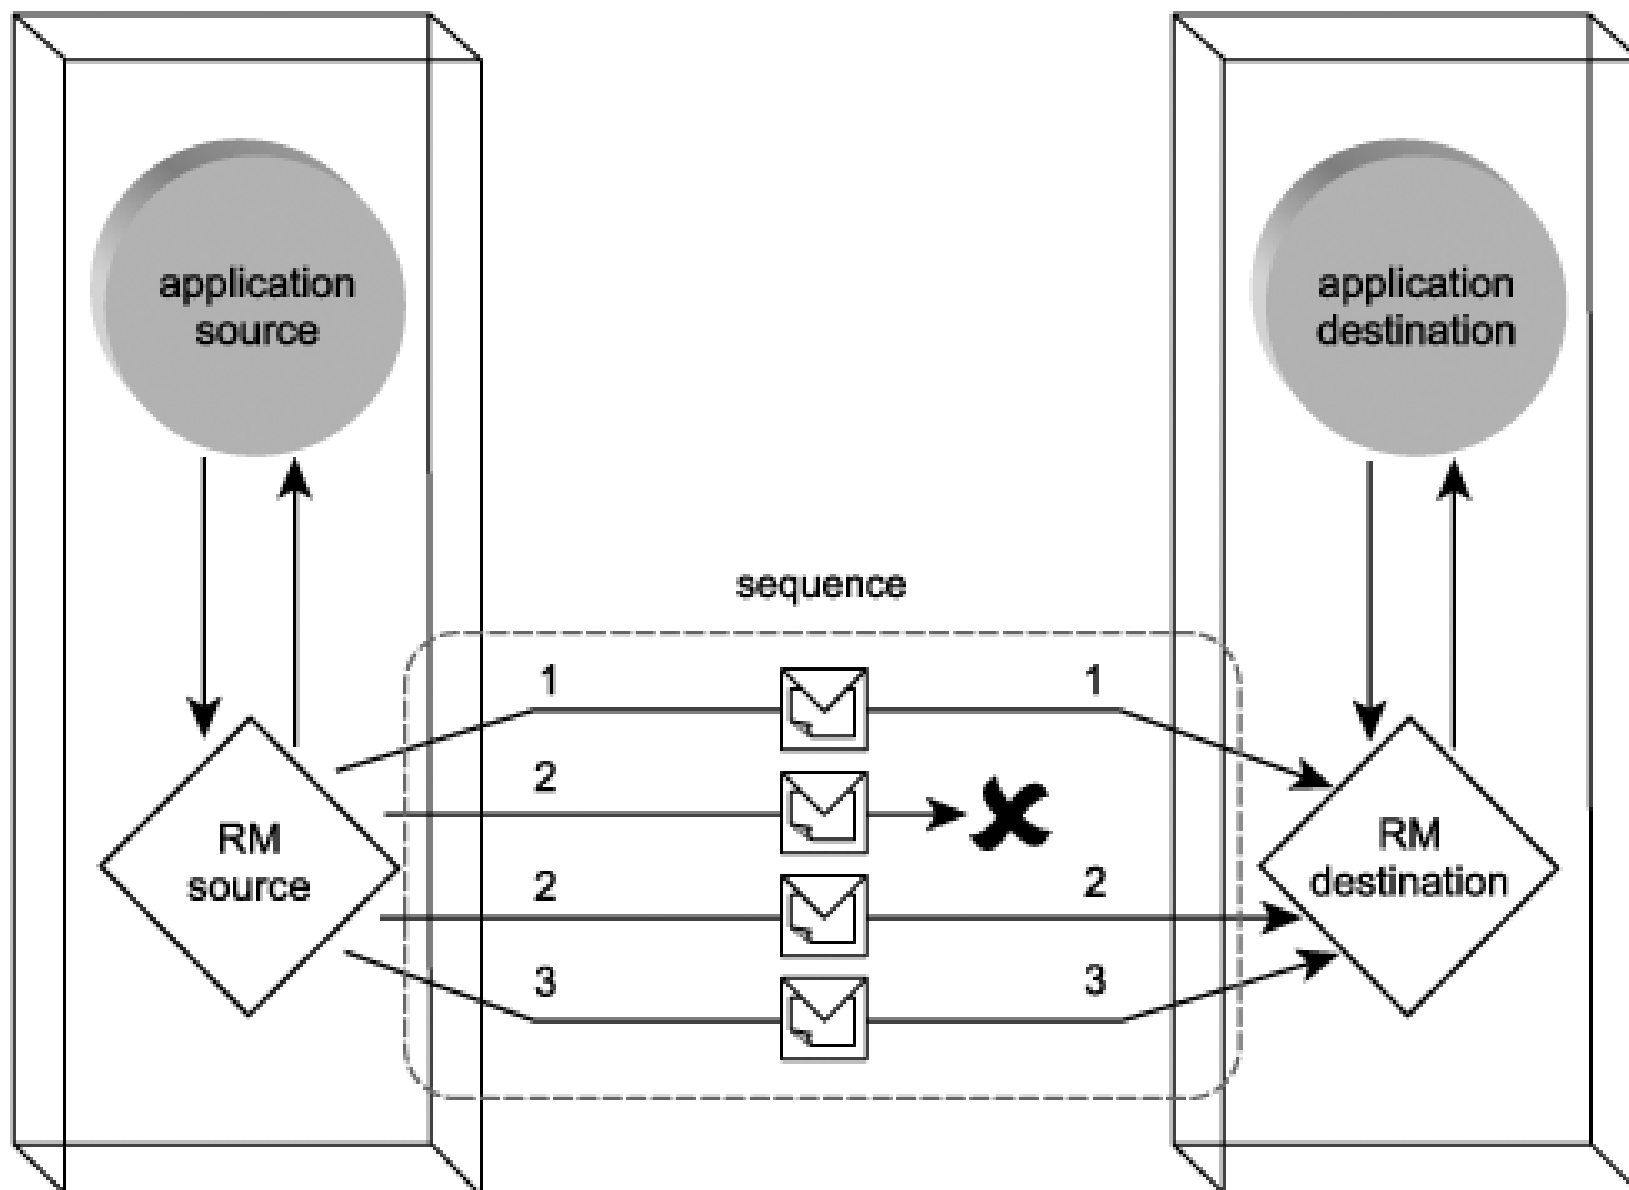 application
source
application
destination
sequence
1
1
2
2
2
3
3
RM
source
RM
destination